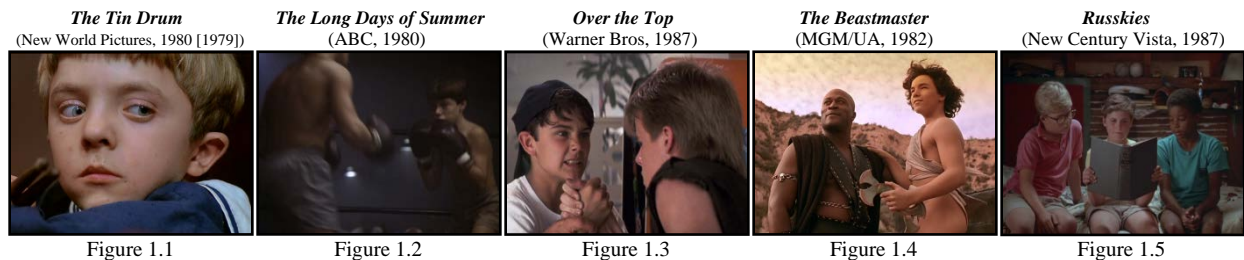 The Tin Drum
(New World Pictures, 1980 [1979])
The Long Days of Summer
(ABC, 1980)
Over the Top
(Warner Bros, 1987)
The Beastmaster
(MGM/UA, 1982)
Russkies
(New Century Vista, 1987)
Figure 1.1
Figure 1.2
Figure 1.3
Figure 1.4
Figure 1.5